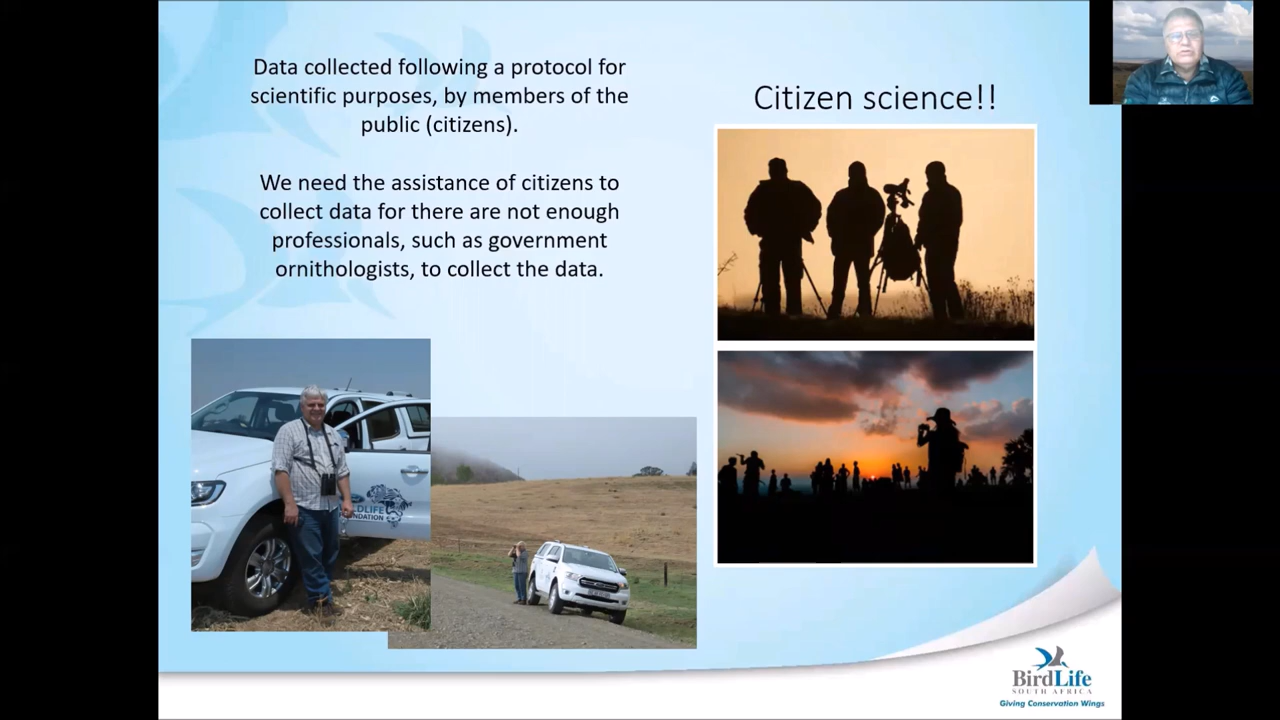 Data collected following a protocol for
scientific purposes, by members of the
public (citizens).
We need the assistance of citizens to
collect data for there are not enough
professionals, such as government
ornithologists, to collect the data.
Citizen science!!
BirdLife
SOUTH AFRICA
Giving Conservation Wings